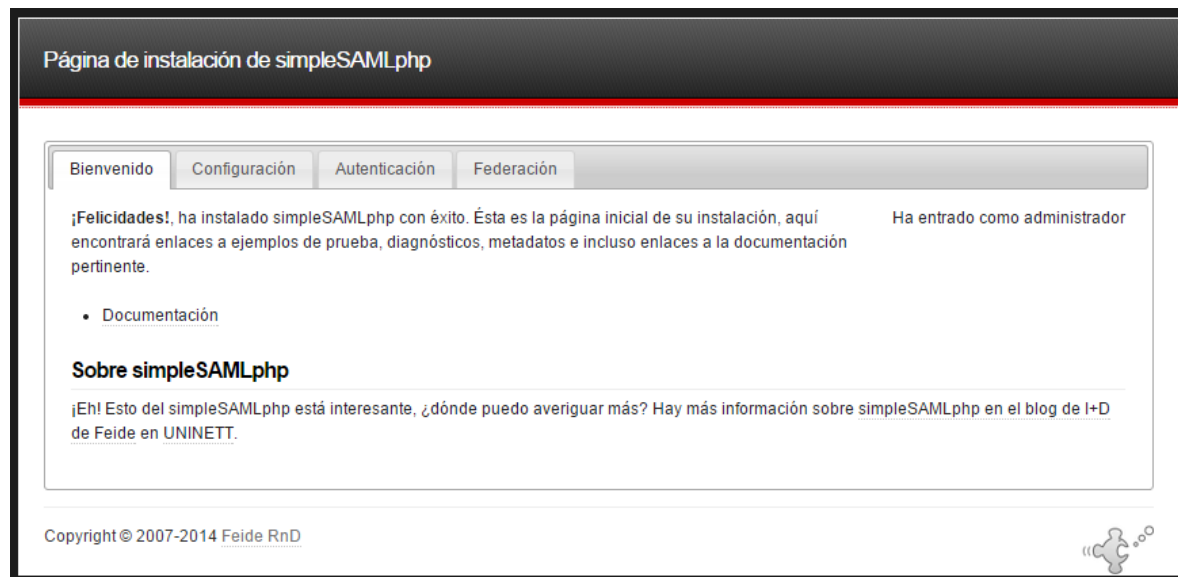 Página de instalación de simpleSAMLphp
Bienvenido Configuración Autenticación Federación
¡Felicidades!, ha instalado simpleSAMLphp con éxito. Ésta es la página inicial de su instalación, aquí
encontrará enlaces a ejemplos de prueba, diagnósticos, metadatos e incluso enlaces a la documentación
pertinente.
Ha entrado como administrador
• Documentación
Sobre simpleSAMLphp
¡Eh! Esto del simpleSAMLphp está interesante, ¿dónde puedo averiguar más? Hay más información sobre simpleSAMLphp en el blog de I+D
de Feide en UNINETT.
Copyright © 2007-2014 Feide RnD